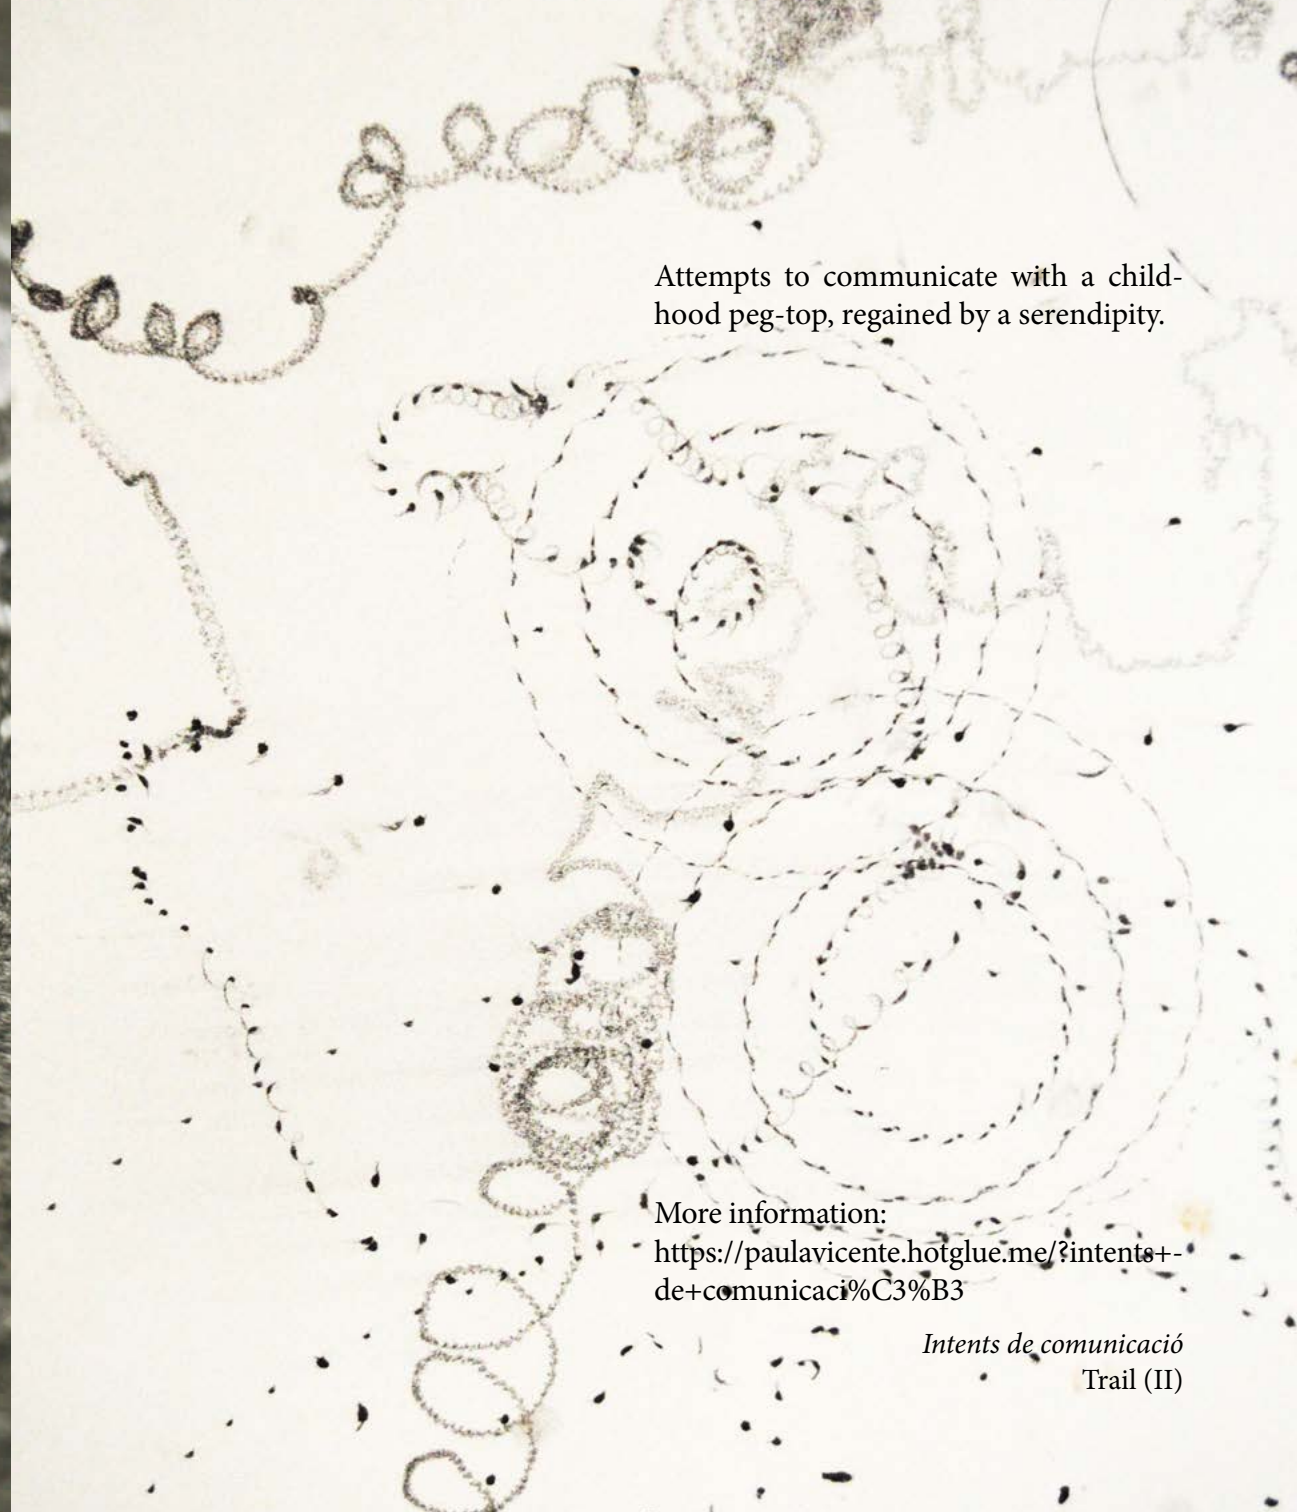 Attempts to communicate with a child-
hood peg-top, regained by a serendipity.
More information:
https://paulavicente.hotglue.me/?intents+-
de+comunicaci%C3%B3
Intents de comunicació
Trail (II)